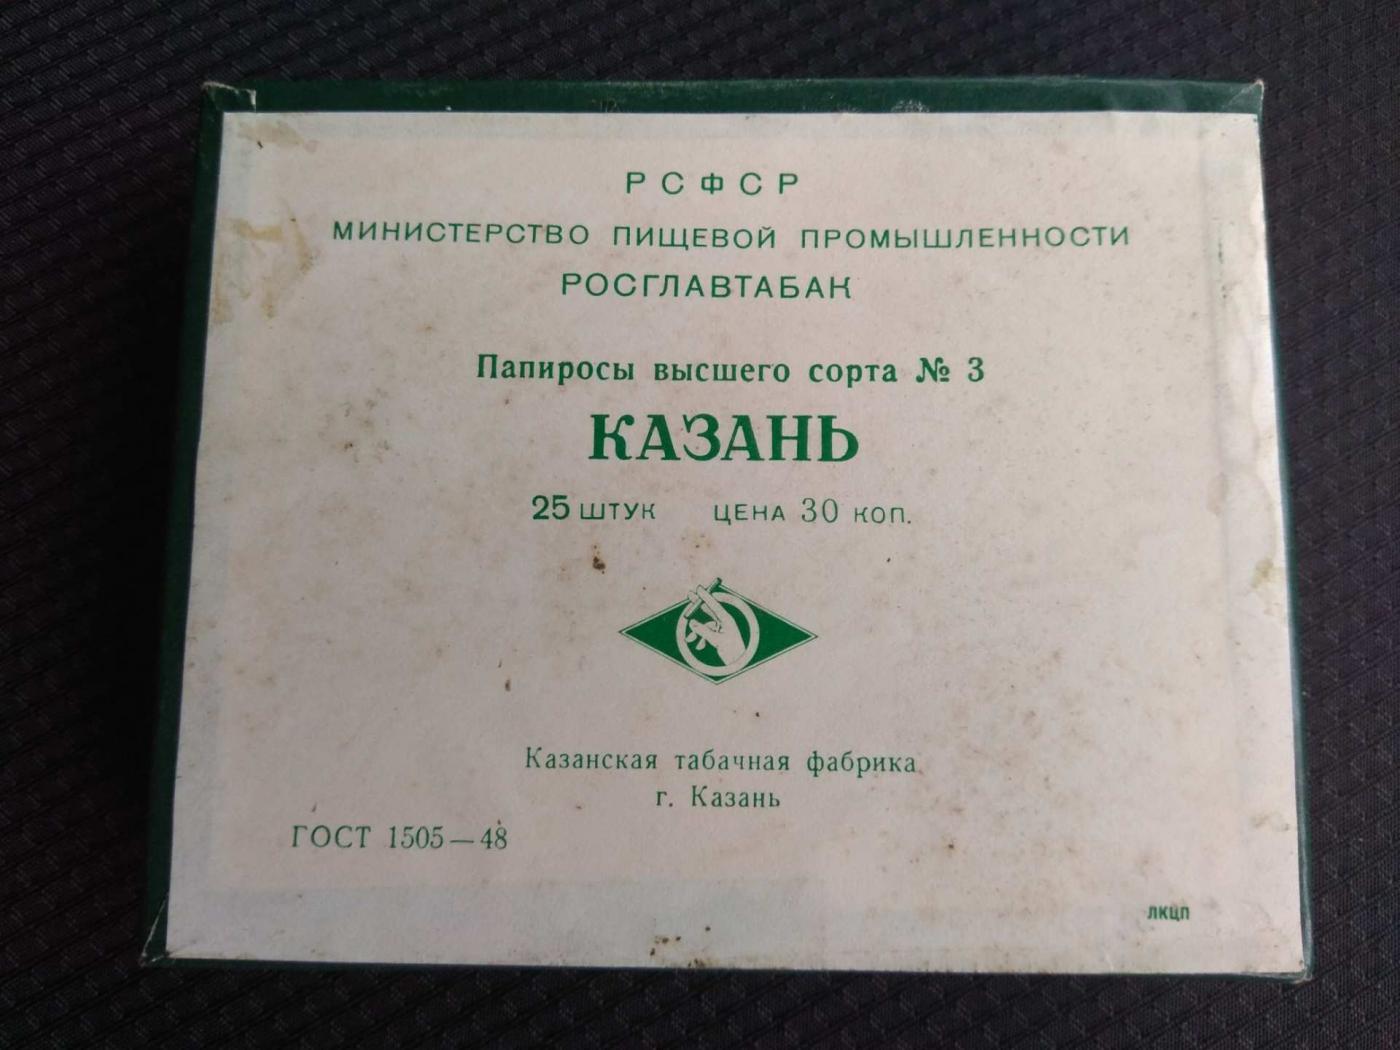 РСФСР
МИНИСТЕРСТВО ПИЩЕВОЙ ПРОМЫШЛЕННОСТИ
РОСГЛАВТАБАК
Папиросы высшего сорта № 3
КАЗАНЬ
25 ШТУК ЦЕНА 30 КОП.
Казанская табачная фабрика
г. Казань
ГОСТ 1505—48
ЛКЦП